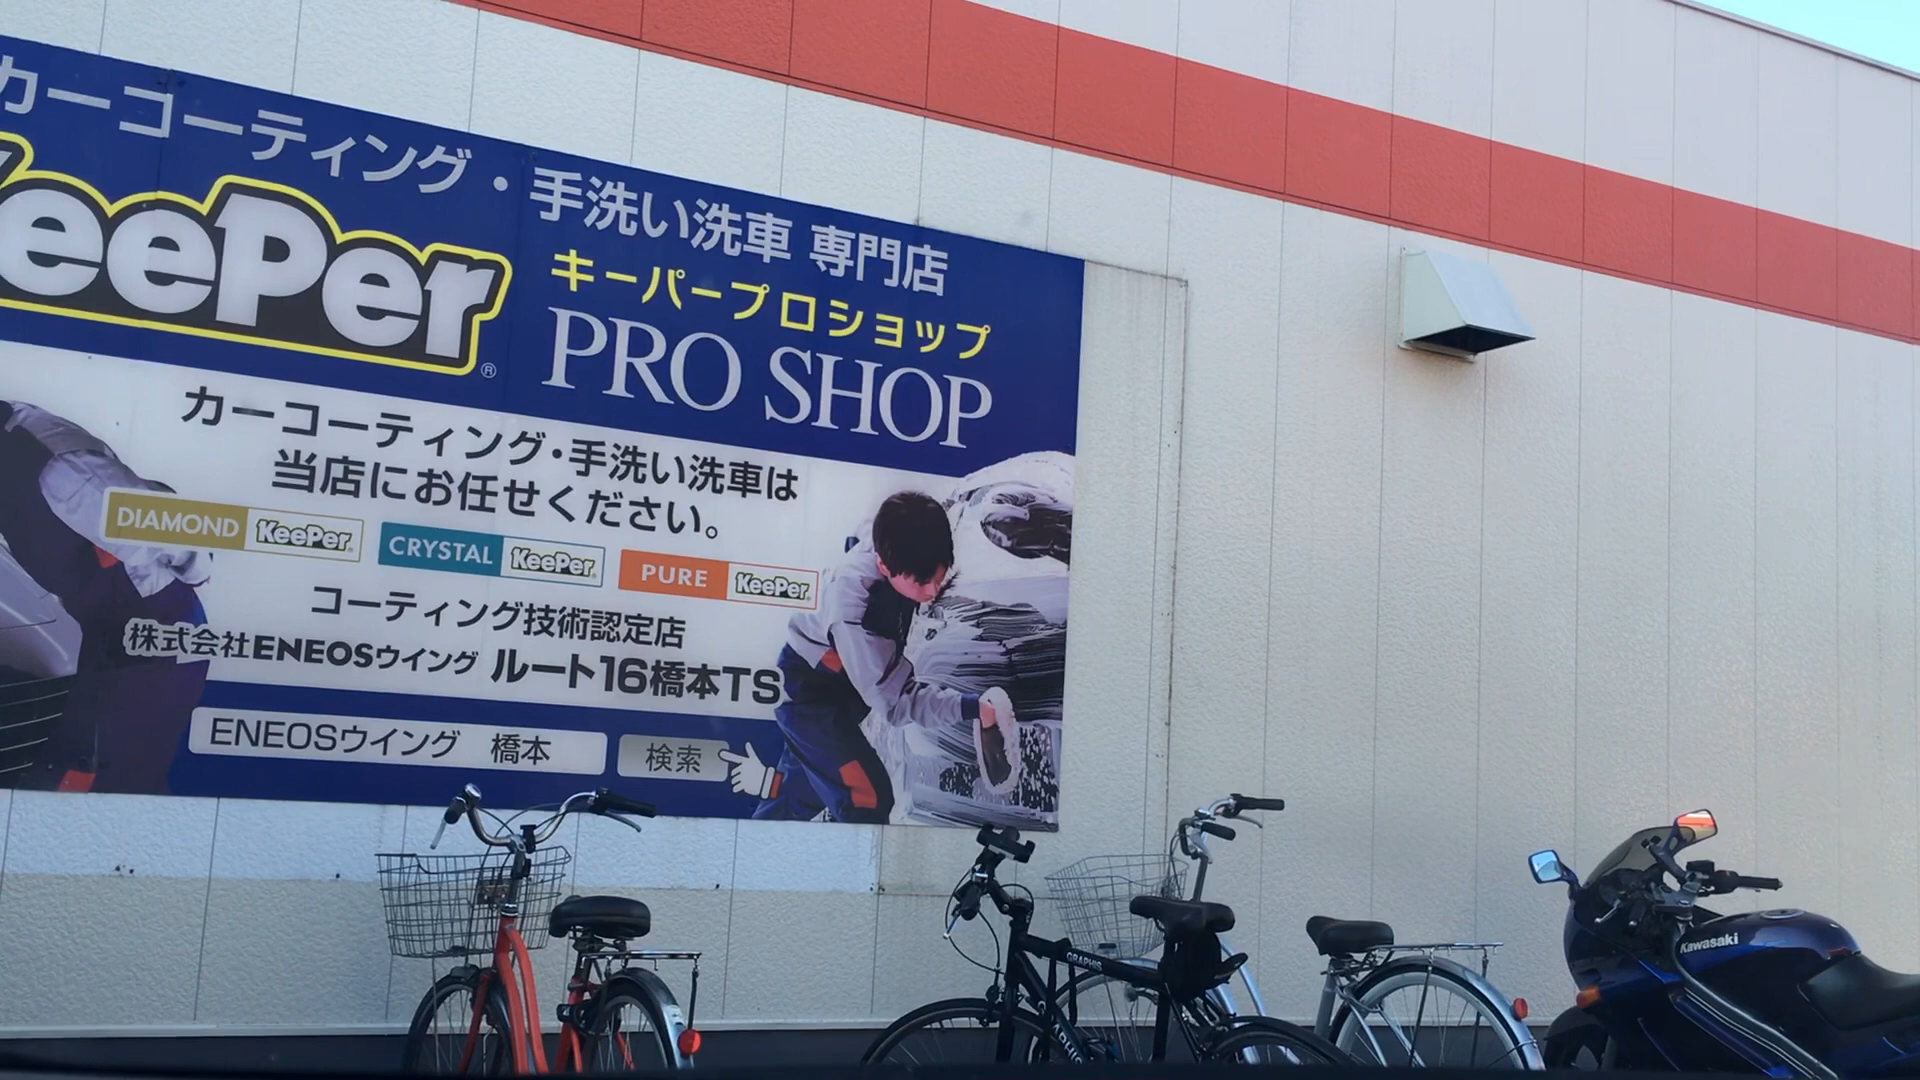 カーコーティング・手洗い洗車 専門店
KeePer®
キーパープロショップ
PRO SHOP
カーコーティング・手洗い洗車は
当店にお任せください。
DIAMOND KeePer
CRYSTAL KeePer
PURE KeePer
コーティング技術認定店
株式会社ENEOSウイング ルート16橋本TS
ENEOSウイング 橋本 検索
GRAPHIS
Kawasaki